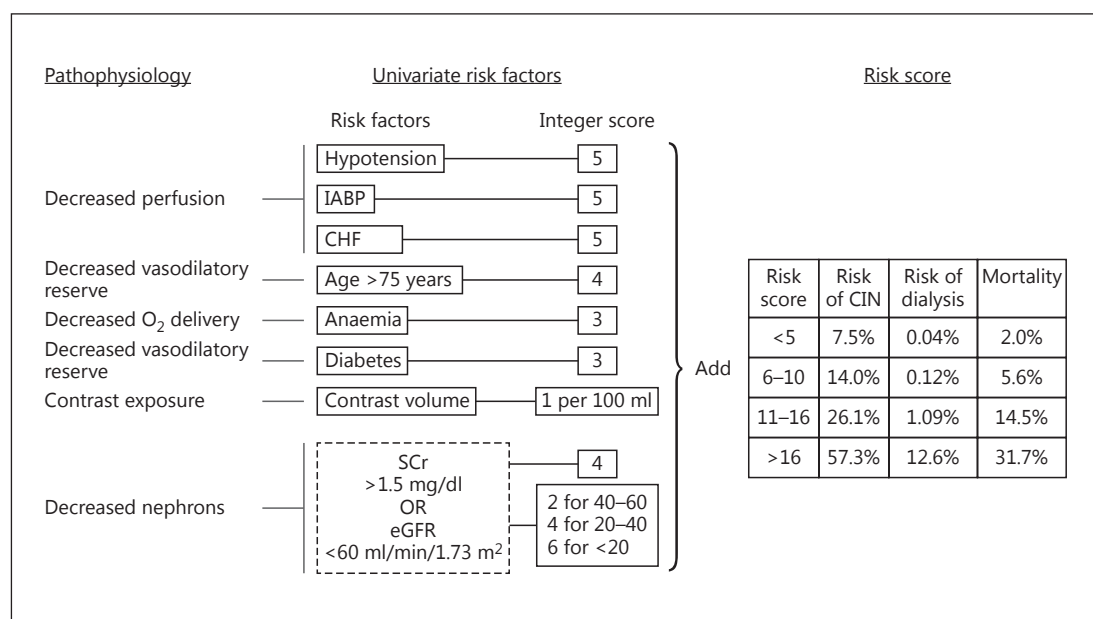 Pathophysiology
Univariate risk factors
Risk score
Risk factors
Integer score
Hypotension
5
Decreased perfusion
IABP
5
CHF
5
Decreased vasodilatory
reserve
Age >75 years
4
Decreased O2 delivery
Anaemia
3
Decreased vasodilatory
reserve
Diabetes
3
Contrast exposure
Contrast volume
1 per 100 ml
Decreased nephrons
SCr
>1.5 mg/dl
OR
eGFR
<60 ml/min/1.73 m2
4
2 for 40–60
4 for 20–40
6 for <20
Add
Risk score Risk of CIN Risk of dialysis Mortality
<5 7.5% 0.04% 2.0%
6–10 14.0% 0.12% 5.6%
11–16 26.1% 1.09% 14.5%
>16 57.3% 12.6% 31.7%